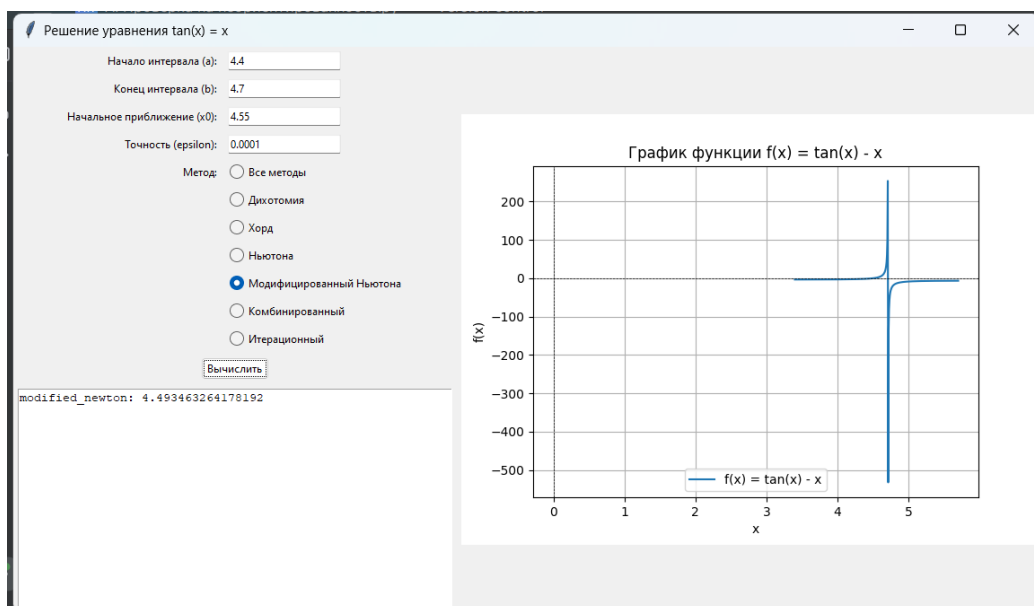 Решение уравнения tan(x) = x
Начало интервала (a): 4.4
Конец интервала (b): 4.7
Начальное приближение (x0): 4.55
Точность (epsilon): 0.0001
Метод: Все методы
Дихотомия
Хорд
Ньютона
Модифицированный Ньютона
Комбинированный
Итерационный
Вычислить
modified_newton: 4.493463264178192
График функции f(x) = tan(x) - x
200
100
0
−100
−200
−300
−400
−500
f(x)
f(x) = tan(x) - x
0 1 2 3 4 5
x